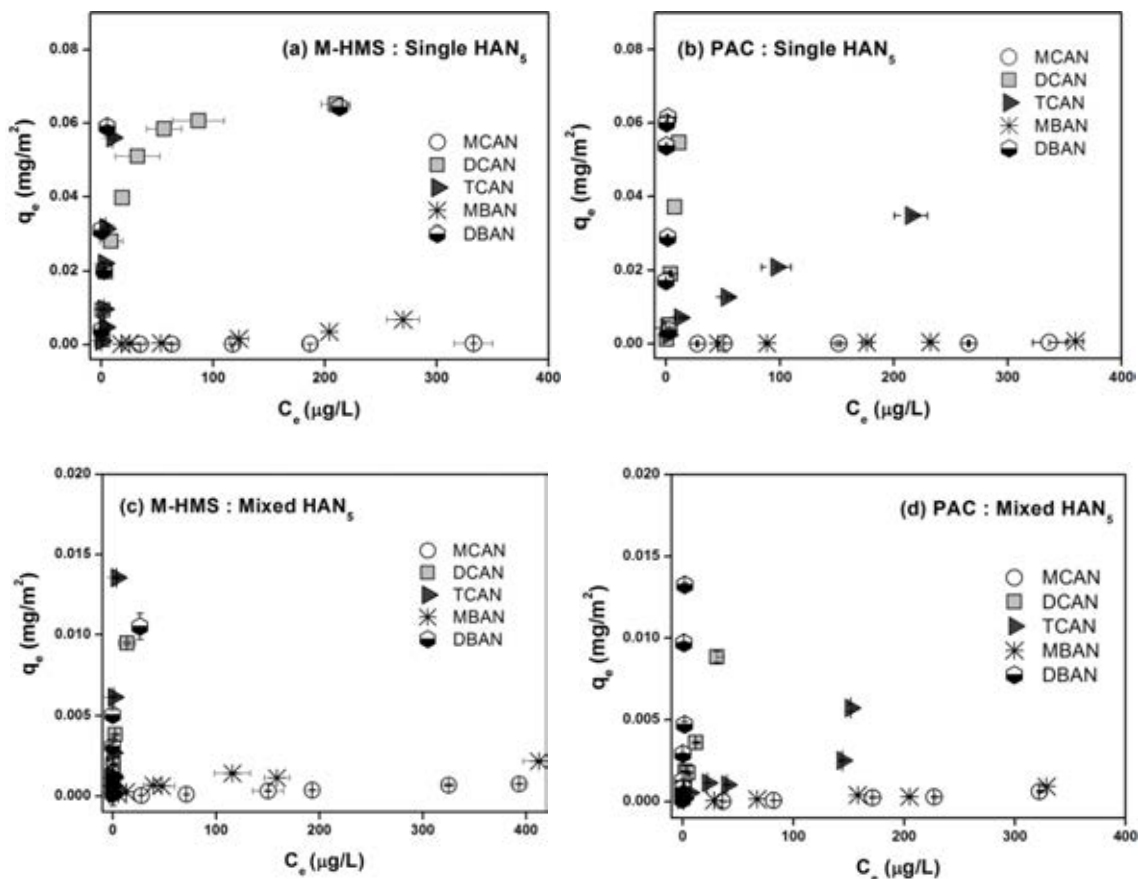 (a) M-HMS : Single HAN₅
0.08
0.06
0.04
0.02
0.00
qₑ (mg/m²)
MCAN
DCAN
TCAN
MBAN
DBAN
0 100 200 300 400
Cₑ (µg/L)
(b) PAC : Single HAN₅
0.08
0.06
0.04
0.02
0.00
qₑ (mg/m²)
MCAN
DCAN
TCAN
MBAN
DBAN
0 100 200 300 400
Cₑ (µg/L)
(c) M-HMS : Mixed HAN₅
0.020
0.015
0.010
0.005
0.000
qₑ (mg/m²)
MCAN
DCAN
TCAN
MBAN
DBAN
0 100 200 300 400
Cₑ (µg/L)
(d) PAC : Mixed HAN₅
0.020
0.015
0.010
0.005
0.000
qₑ (mg/m²)
MCAN
DCAN
TCAN
MBAN
DBAN
0 100 200 300 400
Cₑ (µg/L)